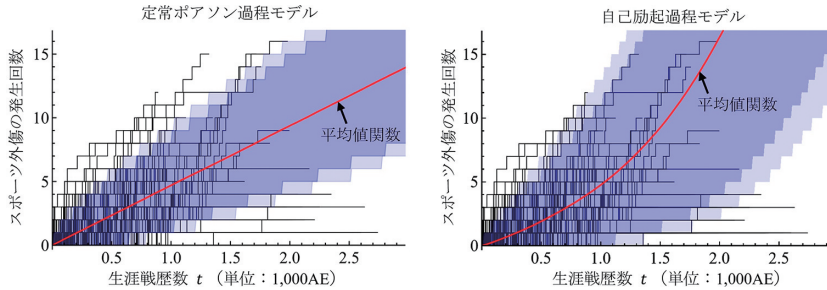 定常ポアソン過程モデル
スポーツ外傷の発生回数
15
10
5
0
平均値関数
0.5 1.0 1.5 2.0 2.5
生涯戦歴数 t （単位：1,000AE）
自己励起過程モデル
スポーツ外傷の発生回数
15
10
5
0
平均値関数
0.5 1.0 1.5 2.0 2.5
生涯戦歴数 t （単位：1,000AE）